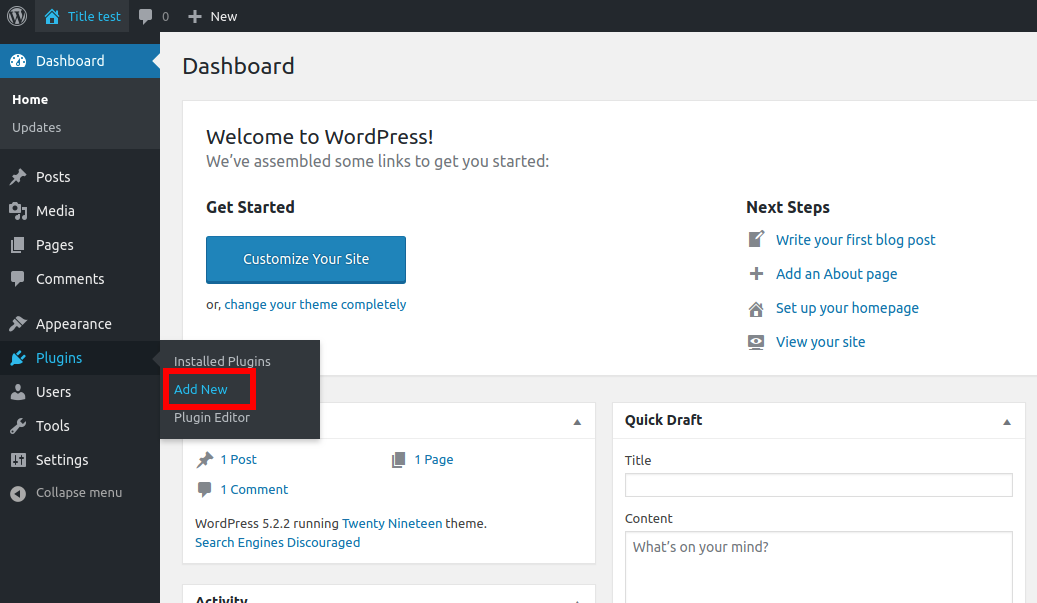 Title test 0 New
Dashboard
Home
Updates
Posts
Media
Pages
Comments
Appearance
Plugins
Users
Tools
Settings
Collapse menu
Installed Plugins
Add New
Plugin Editor
Dashboard
Welcome to WordPress!
We’ve assembled some links to get you started:
Get Started
Customize Your Site
or, change your theme completely
Next Steps
Write your first blog post
Add an About page
Set up your homepage
View your site
1 Post 1 Page
1 Comment
WordPress 5.2.2 running Twenty Nineteen theme.
Search Engines Discouraged
Activity
Quick Draft
Title
Content
What’s on your mind?